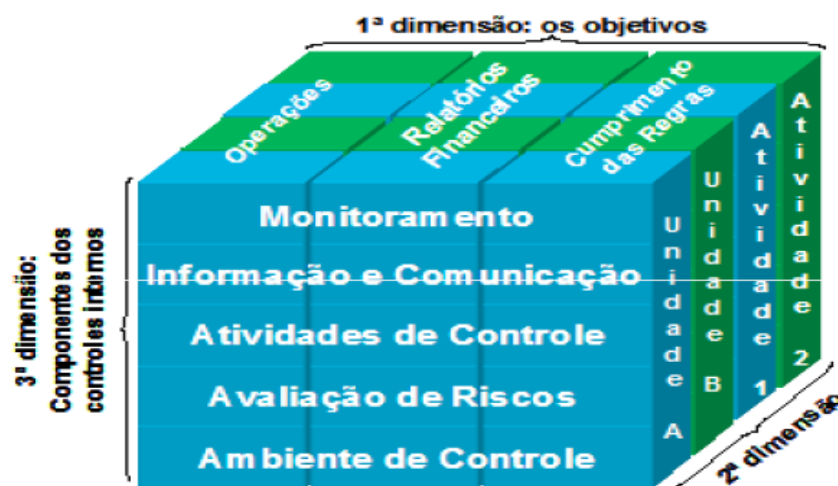 1ª dimensão: os objetivos
Operações
Relatórios
Financeiros
Cumprimento
das Regras
3ª dimensão:
Componentes dos
controles internos
Monitoramento
Informação e Comunicação
Atividades de Controle
Avaliação de Riscos
Ambiente de Controle
Unidade A
Unidade B
Atividade 1
Atividade 2
2ª dimensão